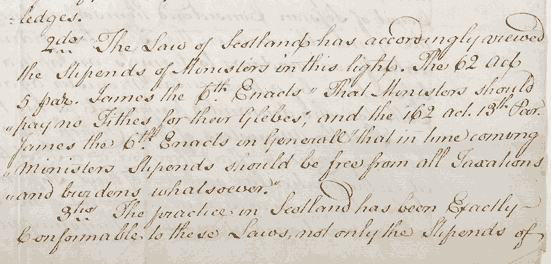 ledges.
2do. The Law of Scotland has accordingly viewed
the Stipends of Ministers in this light. The 62 Act
5 par. James the 6th Enacts "That Ministers should
"pay no Tithes for their Glebes", and the 162 act. 13th Par.
James the 6th Enacts in Generall "that in time comeing
"Ministers Stipends should be free from all Taxations
"and burdens whatsoever."
3tio. The practice in Scotland has been Exactly
Conformable to these Laws, not only the Stipends of